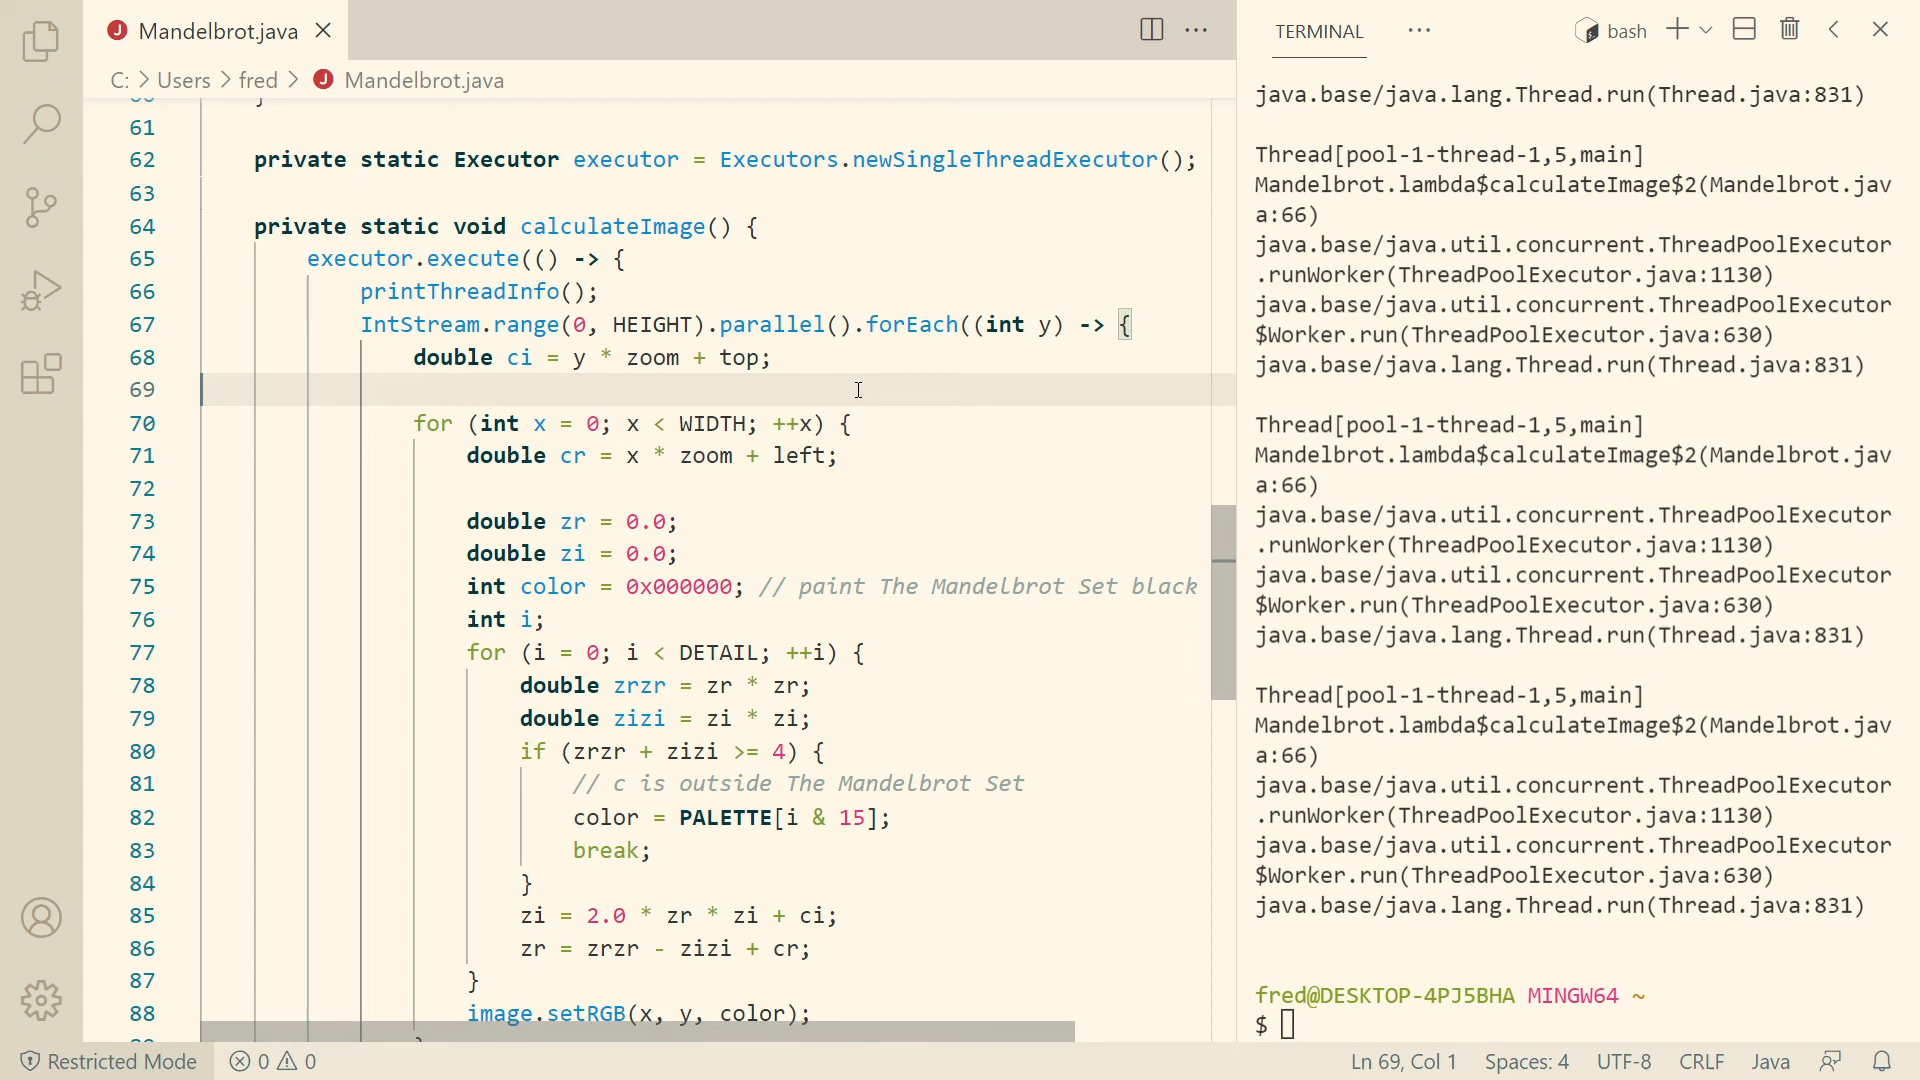 Mandelbrot.java
C: > Users > fred > Mandelbrot.java
61
62 private static Executor executor = Executors.newSingleThreadExecutor();
63
64 private static void calculateImage() {
65 executor.execute(() -> {
66 printThreadInfo();
67 IntStream.range(0, HEIGHT).parallel().forEach((int y) -> {
68 double ci = y * zoom + top;
69
70 for (int x = 0; x < WIDTH; ++x) {
71 double cr = x * zoom + left;
72
73 double zr = 0.0;
74 double zi = 0.0;
75 int color = 0x000000; // paint The Mandelbrot Set black
76 int i;
77 for (i = 0; i < DETAIL; ++i) {
78 double zrzr = zr * zr;
79 double zizi = zi * zi;
80 if (zrzr + zizi >= 4) {
81 // c is outside The Mandelbrot Set
82 color = PALETTE[i & 15];
83 break;
84 }
85 zi = 2.0 * zr * zi + ci;
86 zr = zrzr - zizi + cr;
87 }
88 image.setRGB(x, y, color);
TERMINAL
bash
java.base/java.lang.Thread.run(Thread.java:831)
Thread[pool-1-thread-1,5,main]
Mandelbrot.lambda$calculateImage$2(Mandelbrot.jav
a:66)
java.base/java.util.concurrent.ThreadPoolExecutor
.runWorker(ThreadPoolExecutor.java:1130)
java.base/java.util.concurrent.ThreadPoolExecutor
$Worker.run(ThreadPoolExecutor.java:630)
java.base/java.lang.Thread.run(Thread.java:831)
Thread[pool-1-thread-1,5,main]
Mandelbrot.lambda$calculateImage$2(Mandelbrot.jav
a:66)
java.base/java.util.concurrent.ThreadPoolExecutor
.runWorker(ThreadPoolExecutor.java:1130)
java.base/java.util.concurrent.ThreadPoolExecutor
$Worker.run(ThreadPoolExecutor.java:630)
java.base/java.lang.Thread.run(Thread.java:831)
Thread[pool-1-thread-1,5,main]
Mandelbrot.lambda$calculateImage$2(Mandelbrot.jav
a:66)
java.base/java.util.concurrent.ThreadPoolExecutor
.runWorker(ThreadPoolExecutor.java:1130)
java.base/java.util.concurrent.ThreadPoolExecutor
$Worker.run(ThreadPoolExecutor.java:630)
java.base/java.lang.Thread.run(Thread.java:831)
fred@DESKTOP-4PJ5BHA MINGW64 ~
$
Restricted Mode 0 0 Ln 69, Col 1 Spaces: 4 UTF-8 CRLF Java